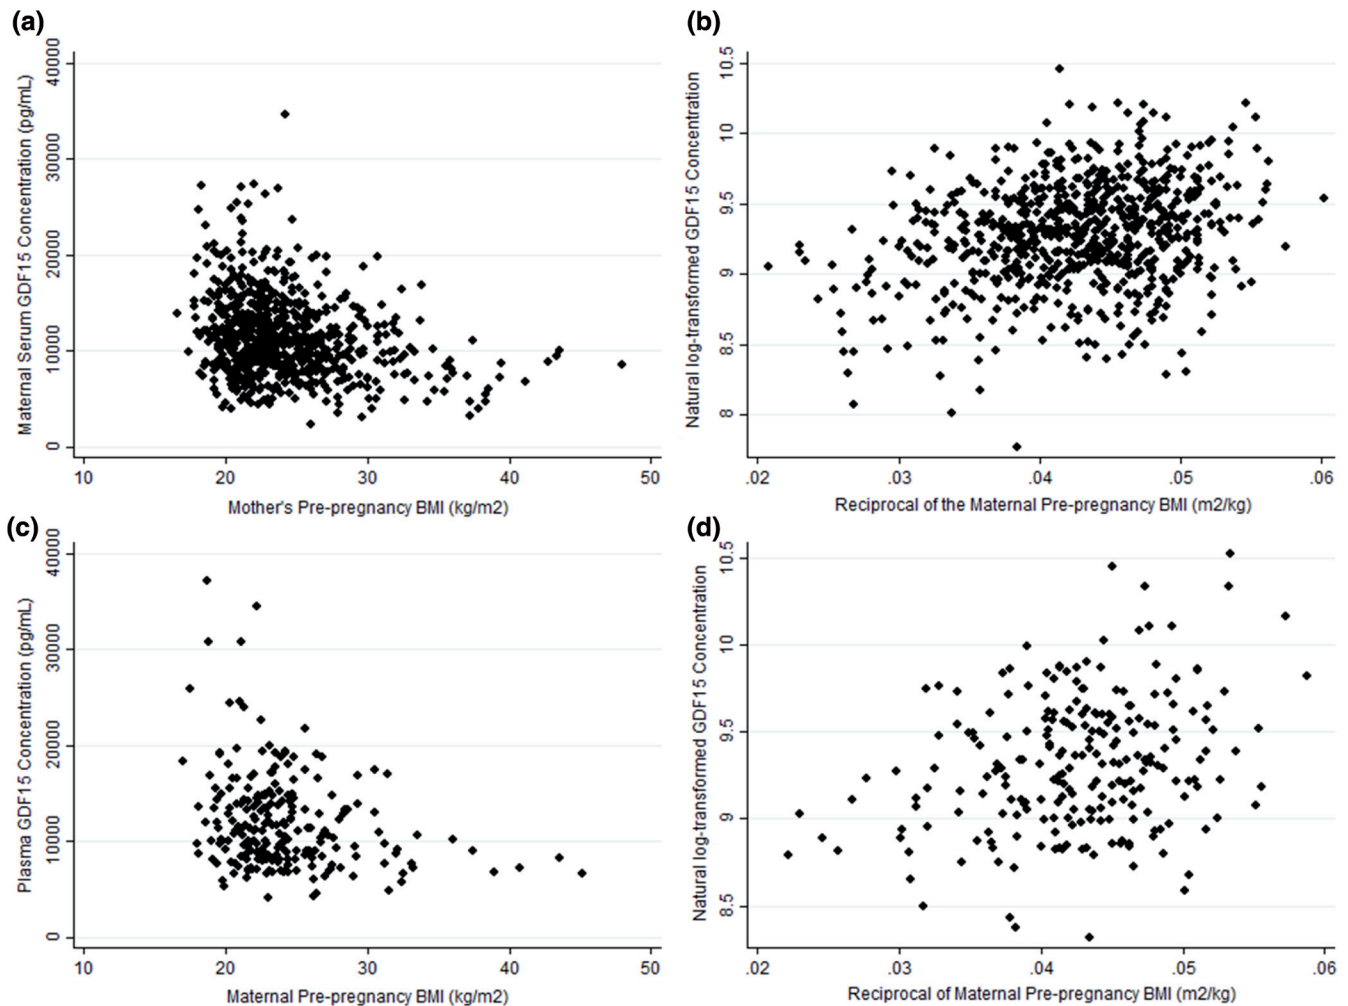 (a)
Maternal Serum GDF15 Concentration (pg/mL)
40000
30000
20000
10000
0
10 20 30 40 50
Mother's Pre-pregnancy BMI (kg/m2)
(b)
Natural log-transformed GDF15 Concentration
10.5
10
9.5
9
8.5
8
.02 .03 .04 .05 .06
Reciprocal of the Maternal Pre-pregnancy BMI (m2/kg)
(c)
Plasma GDF15 Concentration (pg/mL)
40000
30000
20000
10000
0
10 20 30 40 50
Maternal Pre-pregnancy BMI (kg/m2)
(d)
Natural log-transformed GDF15 Concentration
10.5
10
9.5
9
8.5
.02 .03 .04 .05 .06
Reciprocal of Maternal Pre-pregnancy BMI (m2/kg)